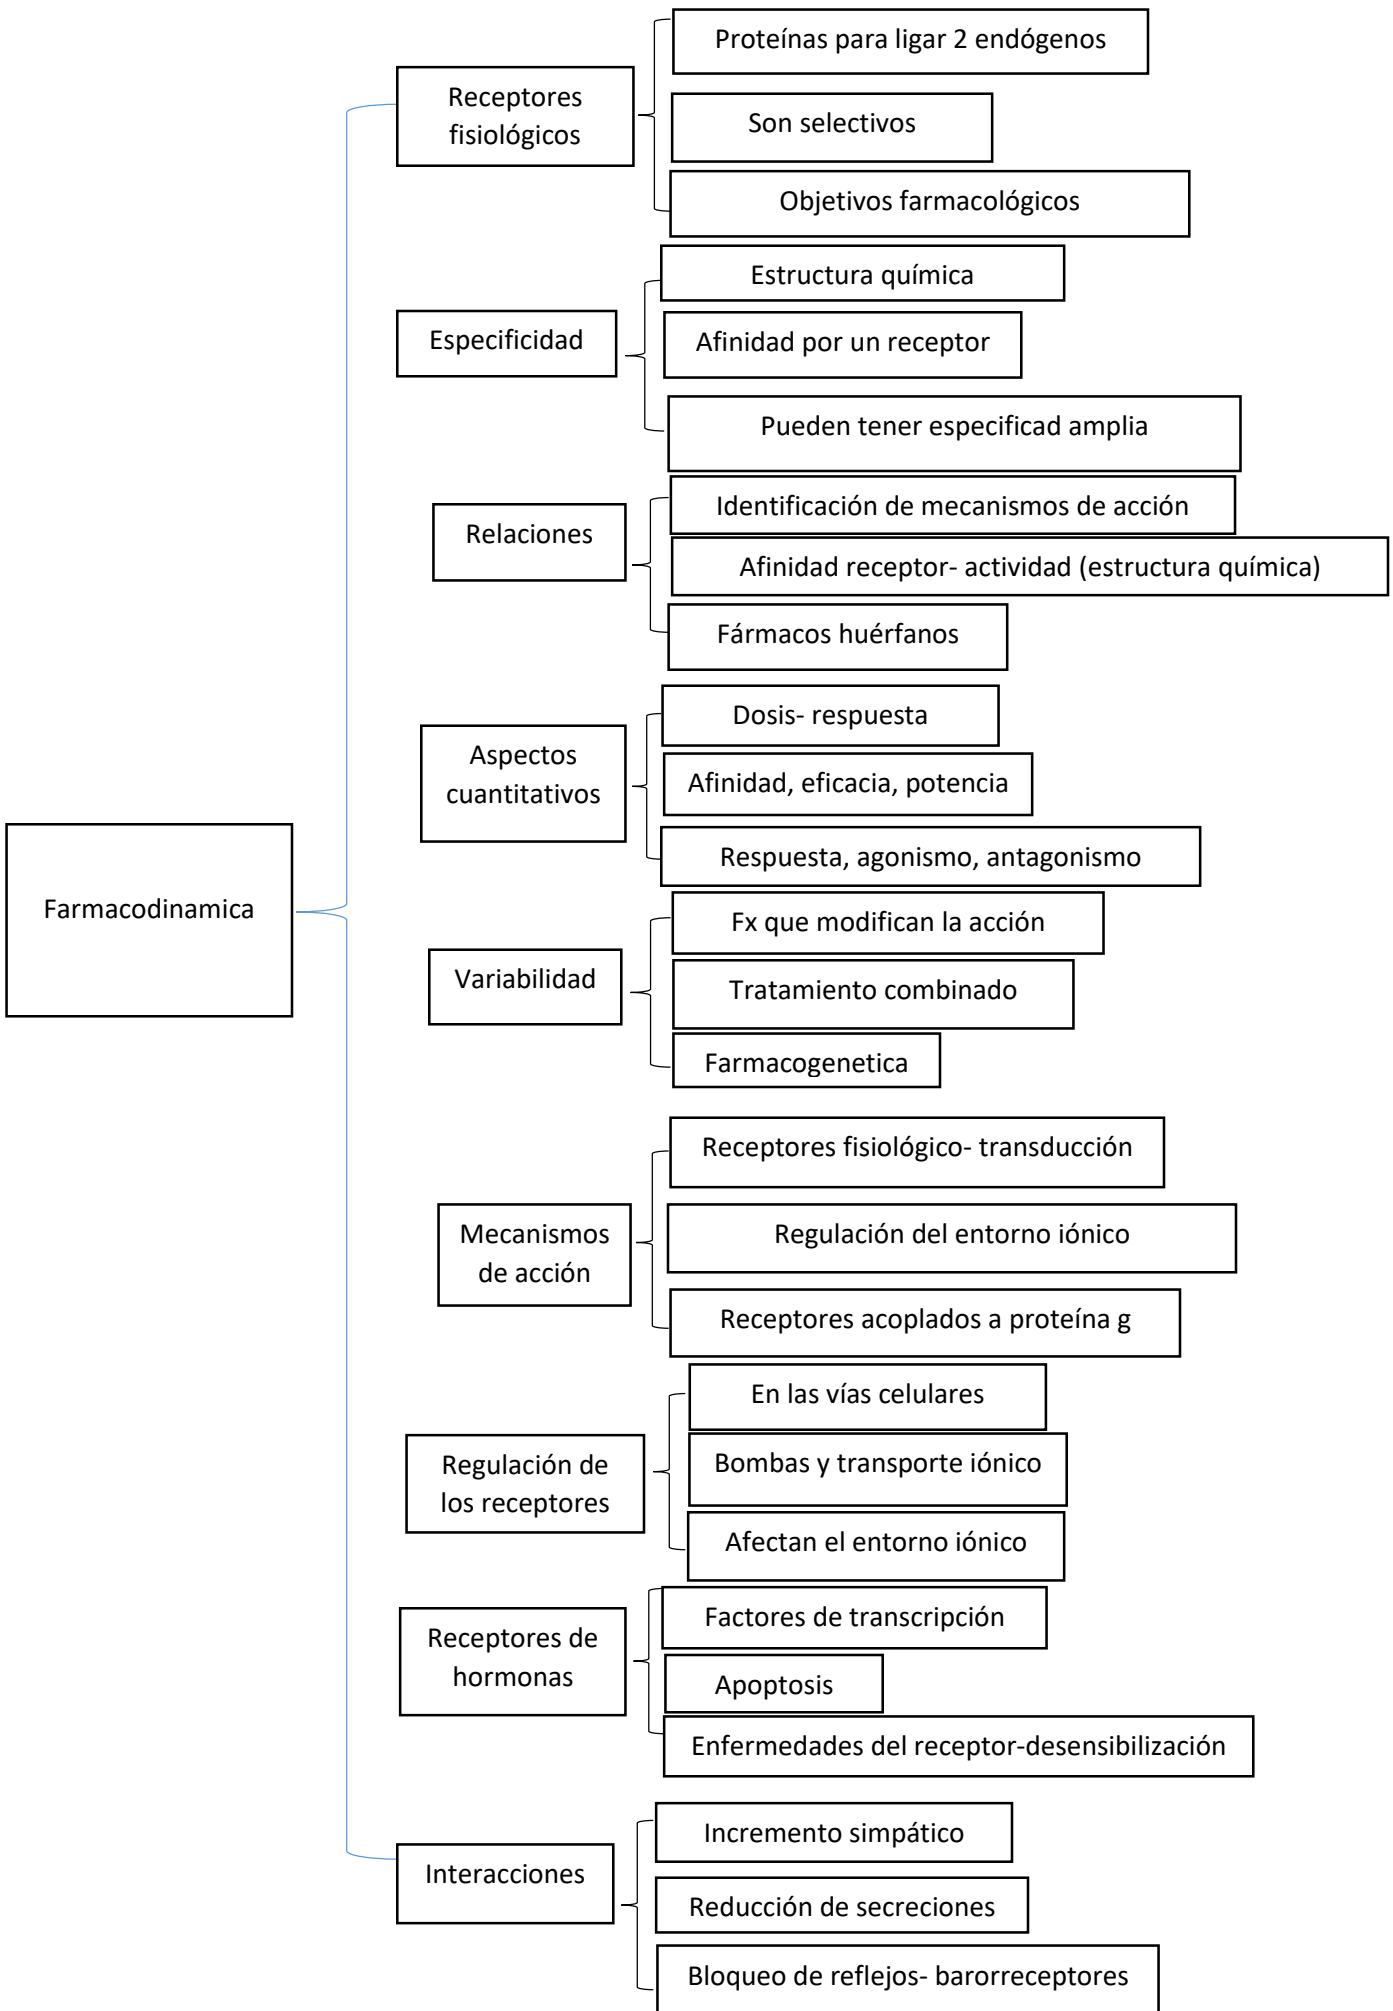 Farmacodinamica
Receptores
fisiológicos
Proteínas para ligar 2 endógenos
Son selectivos
Objetivos farmacológicos
Especificidad
Estructura química
Afinidad por un receptor
Pueden tener especificad amplia
Relaciones
Identificación de mecanismos de acción
Afinidad receptor- actividad (estructura química)
Fármacos huérfanos
Aspectos
cuantitativos
Dosis- respuesta
Afinidad, eficacia, potencia
Respuesta, agonismo, antagonismo
Variabilidad
Fx que modifican la acción
Tratamiento combinado
Farmacogenetica
Mecanismos
de acción
Receptores fisiológico- transducción
Regulación del entorno iónico
Receptores acoplados a proteína g
Regulación de
los receptores
En las vías celulares
Bombas y transporte iónico
Afectan el entorno iónico
Receptores de
hormonas
Factores de transcripción
Apoptosis
Enfermedades del receptor-desensibilización
Interacciones
Incremento simpático
Reducción de secreciones
Bloqueo de reflejos- barorreceptores